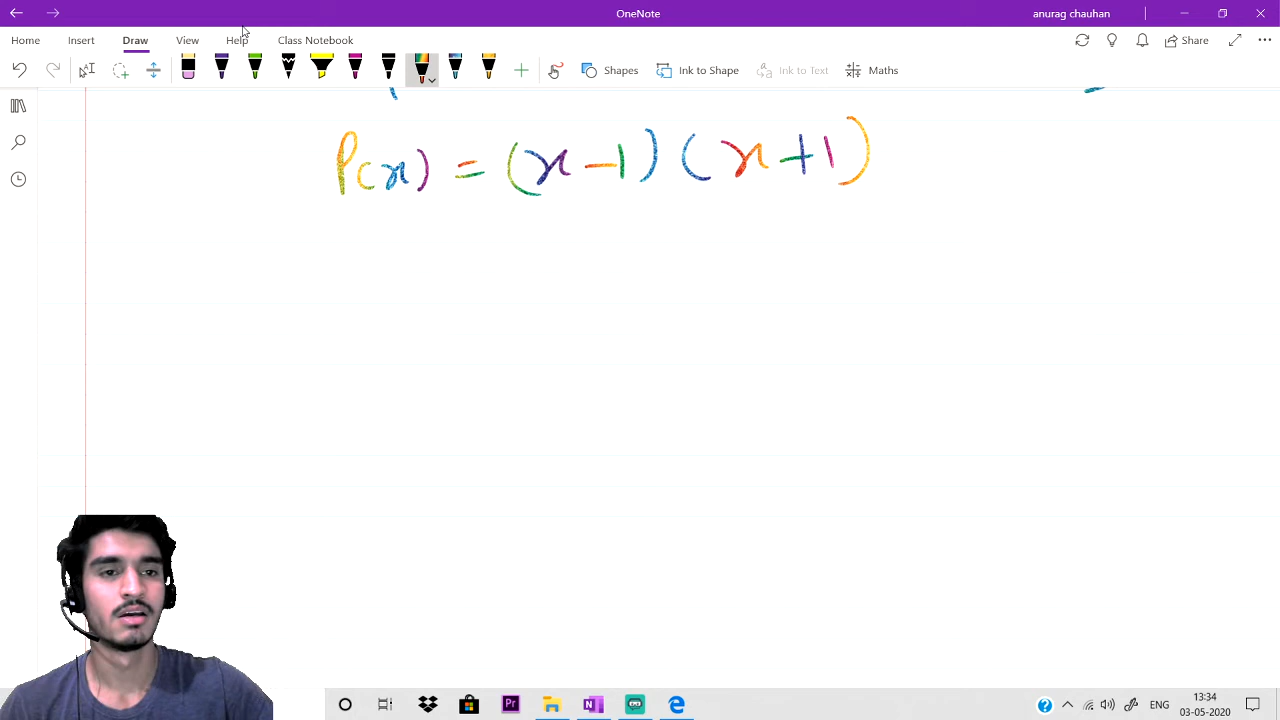 OneNote
anurag chauhan
Home Insert Draw View Help Class Notebook
Share
Shapes Ink to Shape Ink to Text Maths
P(x) = (x-1) (x+1)
Pr N
ENG
13:34
03-05-2020